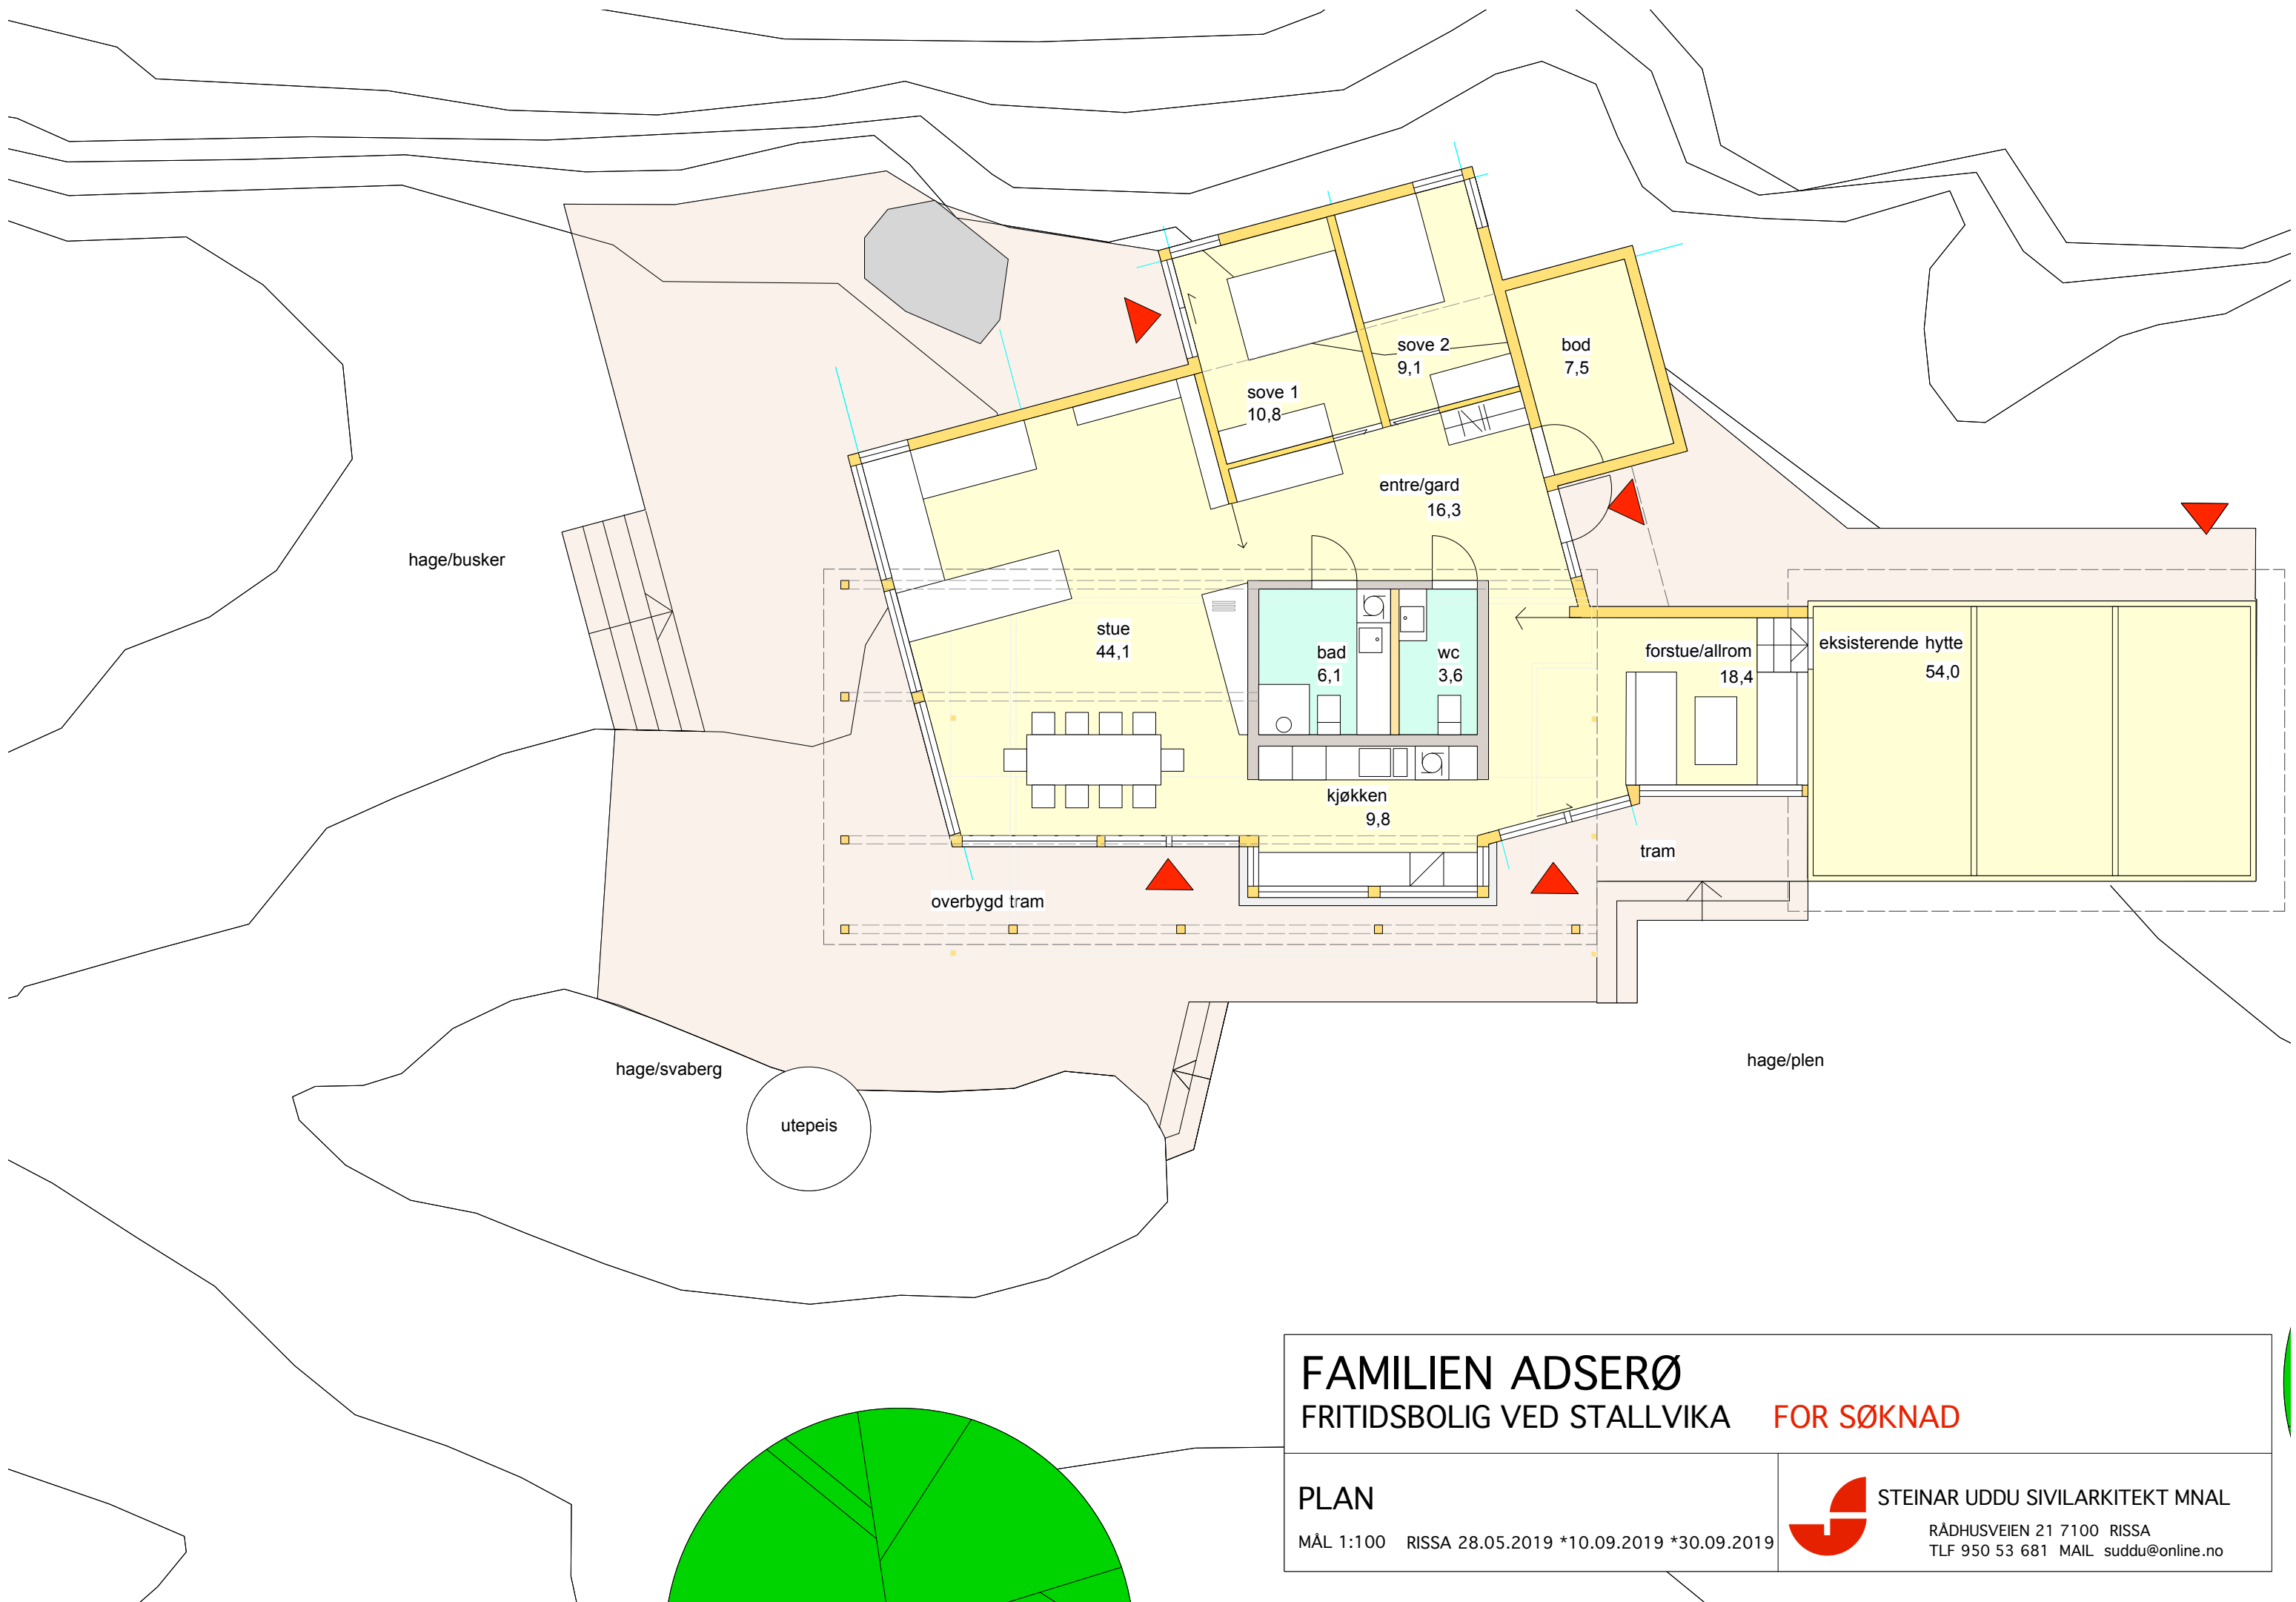 sove 2
9,1
bod
7,5
sove 1
10,8
entre/gard
16,3
hage/busker
stue
44,1
bad
6,1
wc
3,6
forstue/allrom
18,4
eksisterende hytte
54,0
kjøkken
9,8
tram
overbygd tram
hage/svaberg
utepeis
hage/plen
FAMILIEN ADSERØ
FRITIDSBOLIG VED STALLVIKA FOR SØKNAD
PLAN
MÅL 1:100 RISSA 28.05.2019 *10.09.2019 *30.09.2019
STEINAR UDDU SIVILARKITEKT MNAL
RÅDHUSVEIEN 21 7100 RISSA
TLF 950 53 681 MAIL suddu@online.no